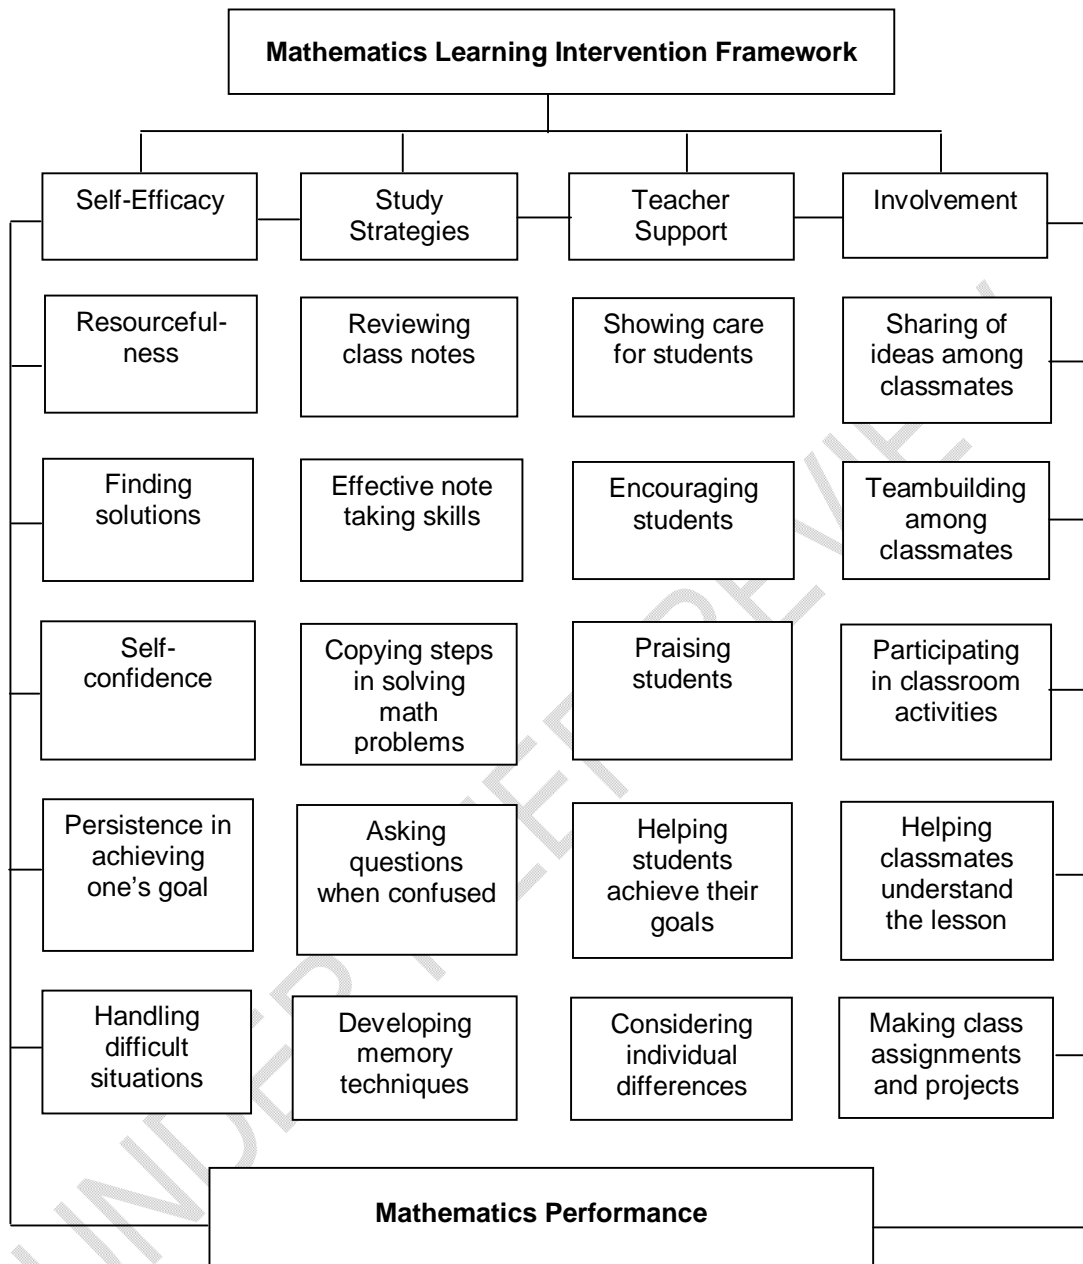 Mathematics Learning Intervention Framework
Self-Efficacy
Study
Strategies
Teacher
Support
Involvement
Resourceful-
ness
Reviewing
class notes
Showing care
for students
Sharing of
ideas among
classmates
Finding
solutions
Effective note
taking skills
Encouraging
students
Teambuilding
among
classmates
Self-
confidence
Copying steps
in solving
math
problems
Praising
students
Participating
in classroom
activities
Persistence in
achieving
one’s goal
Asking
questions
when confused
Helping
students
achieve their
goals
Helping
classmates
understand
the lesson
Handling
difficult
situations
Developing
memory
techniques
Considering
individual
differences
Making class
assignments
and projects
Mathematics Performance
UNDER PEER REVIEW